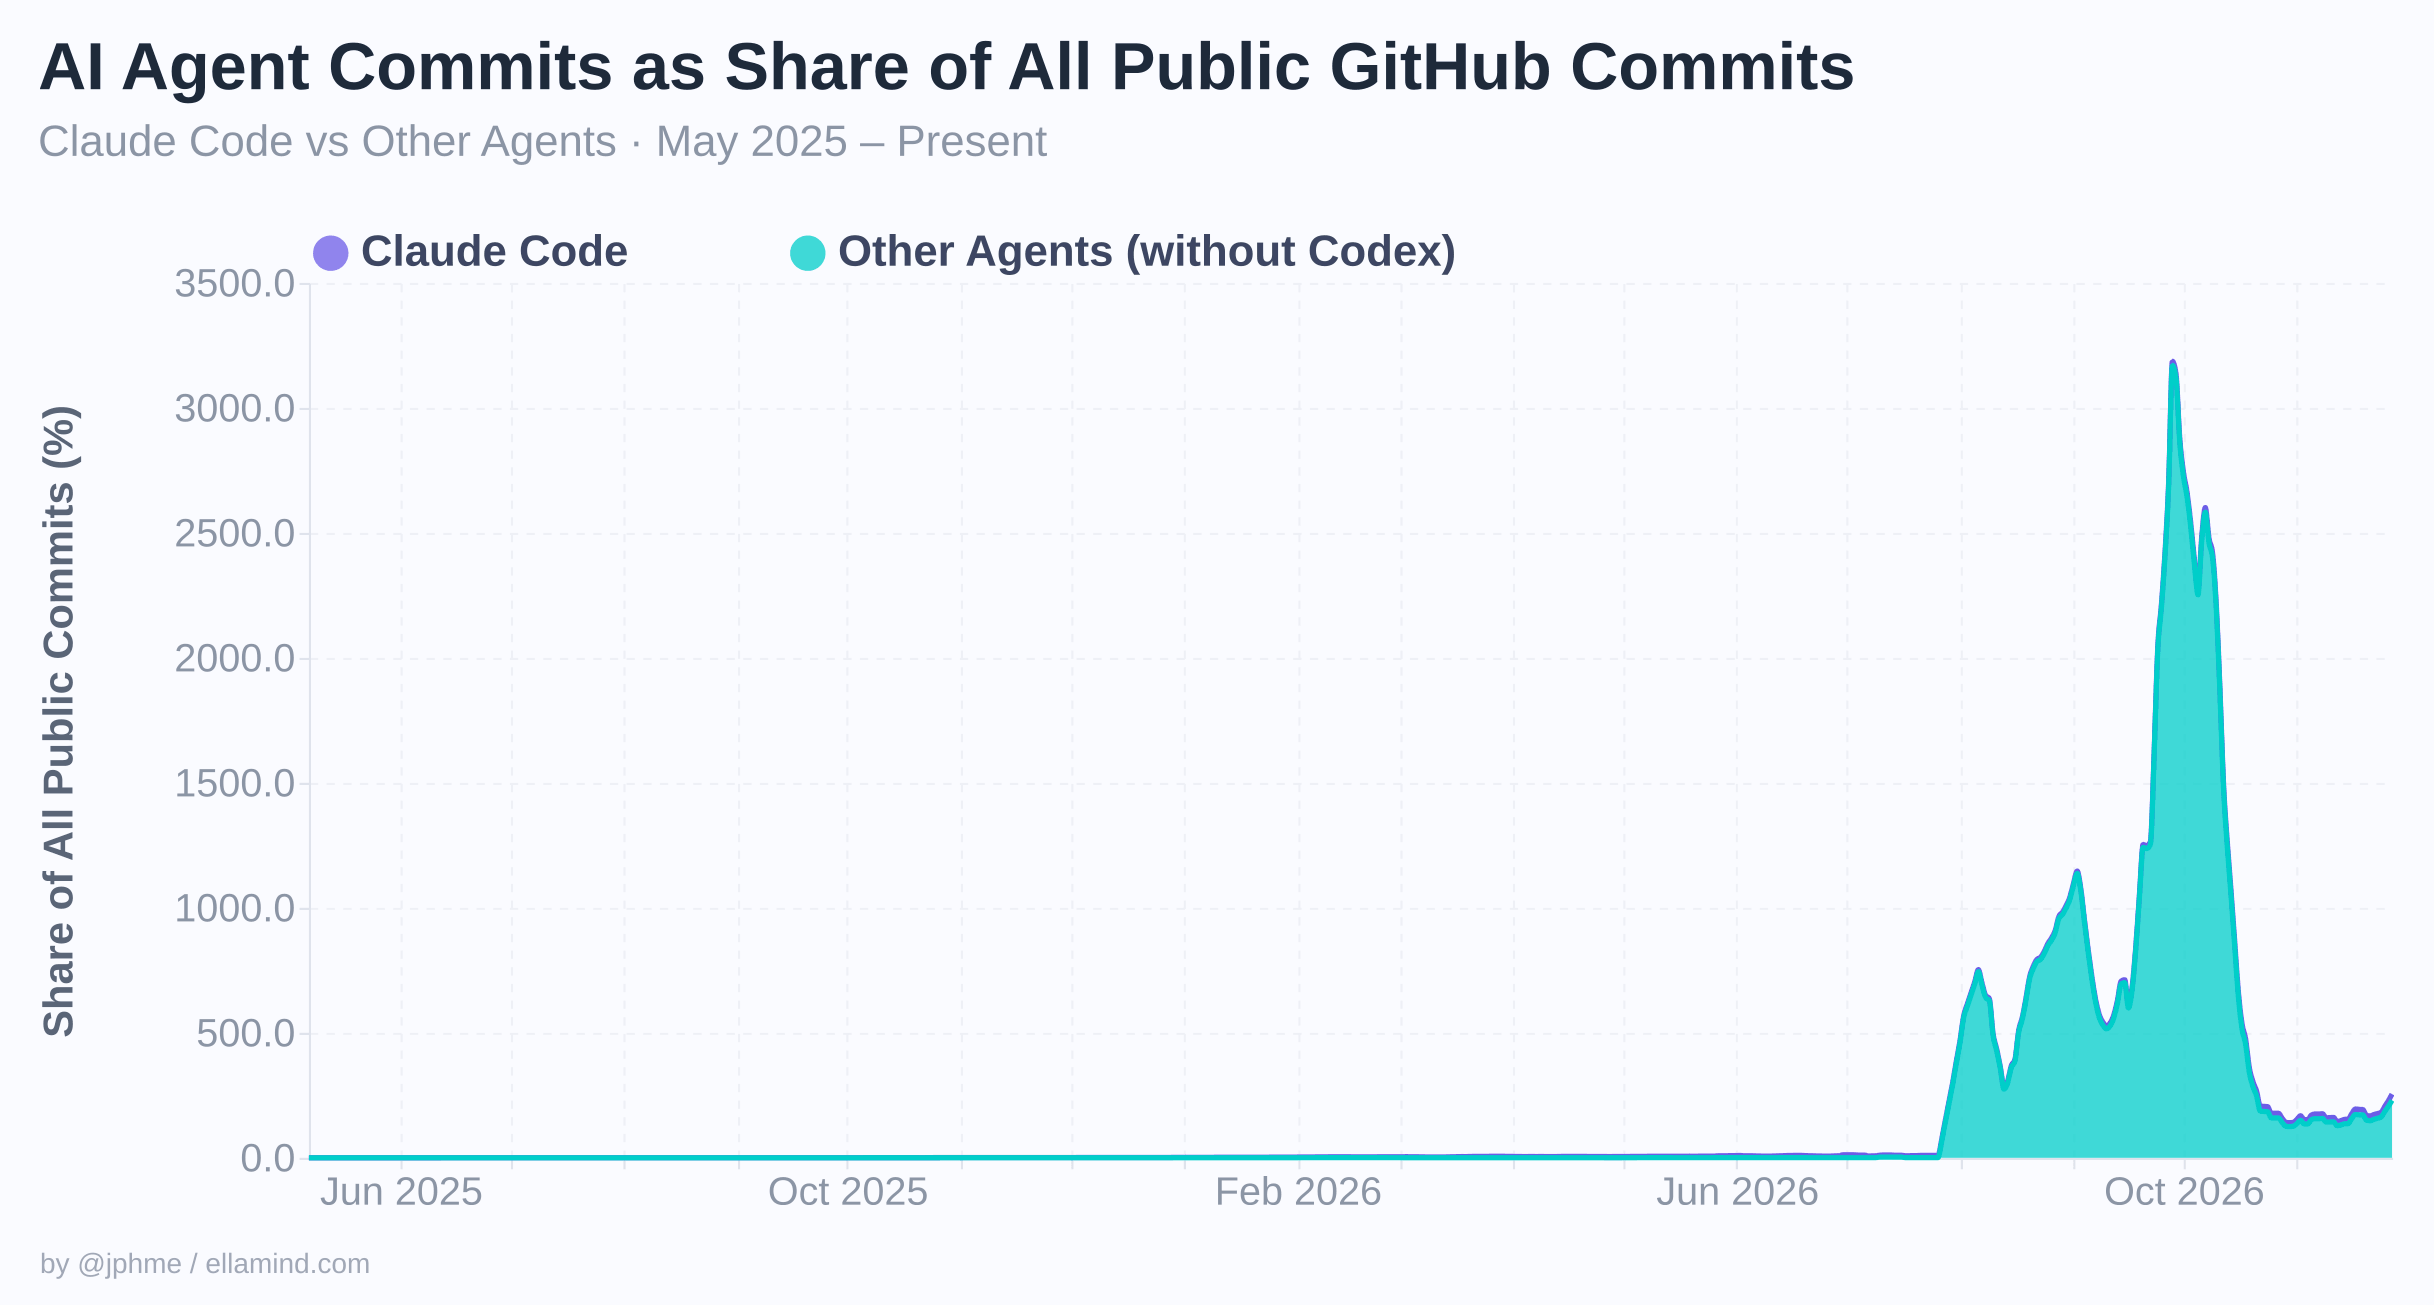 AI Agent Commits as Share of All Public GitHub Commits
Claude Code vs Other Agents · May 2025 – Present
Claude Code
Other Agents (without Codex)
Share of All Public Commits (%)
3500.0
3000.0
2500.0
2000.0
1500.0
1000.0
500.0
0.0
Jun 2025
Oct 2025
Feb 2026
Jun 2026
Oct 2026
by @jphme / ellamind.com